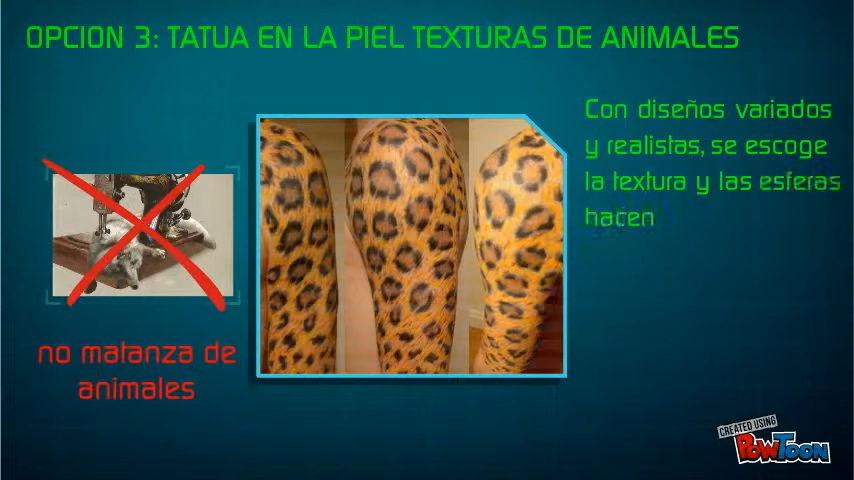 OPCION 3: TATUA EN LA PIEL TEXTURAS DE ANIMALES
Con diseños variados
y realistas, se escoge
la textura y las esferas
hacen
no matanza de
animales
CREATED USING
POWTOON